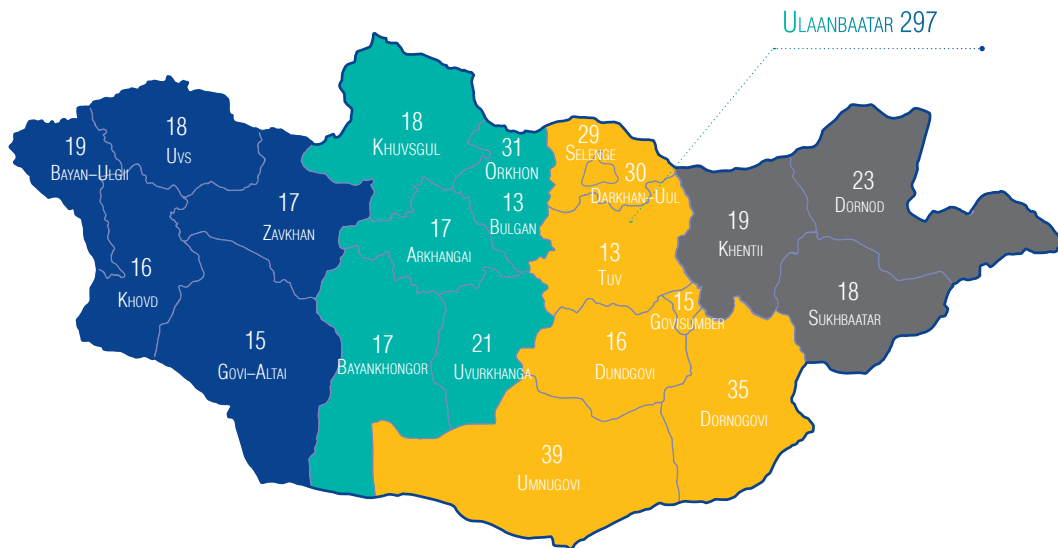 ULAANBAATAR 297
19
BAYAN–ULGII
18
UVS
17
ZAVKHAN
16
KHOVD
15
GOVI–ALTAI
18
KHUVSGUL
31
ORKHON
13
BULGAN
17
ARKHANGAI
17
BAYANKHONGOR
21
UVURKHANGA
29
SELENGE
30
DARKHAN–UUL
13
TUV
15
GOVISUMBER
16
DUNDGOVI
35
DORNOGOVI
39
UMNUGOVI
19
KHENTII
23
DORNOD
18
SUKHBAATAR